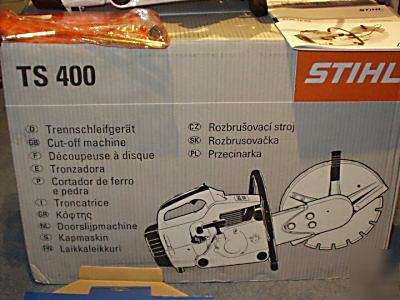 TS 400
STIHL
D Trennschleifgerät
GB Cut-off machine
F Découpeuse à disque
E Tronzadora
P Cortador de ferro
e pedra
I Troncatrice
GR Κόφτης
NL Doorslijpmachine
S Kapmaskin
FN Laikkaleikkuri
CZ Rozbrušovací stroj
SK Rozbrusovačka
PL Przecinarka